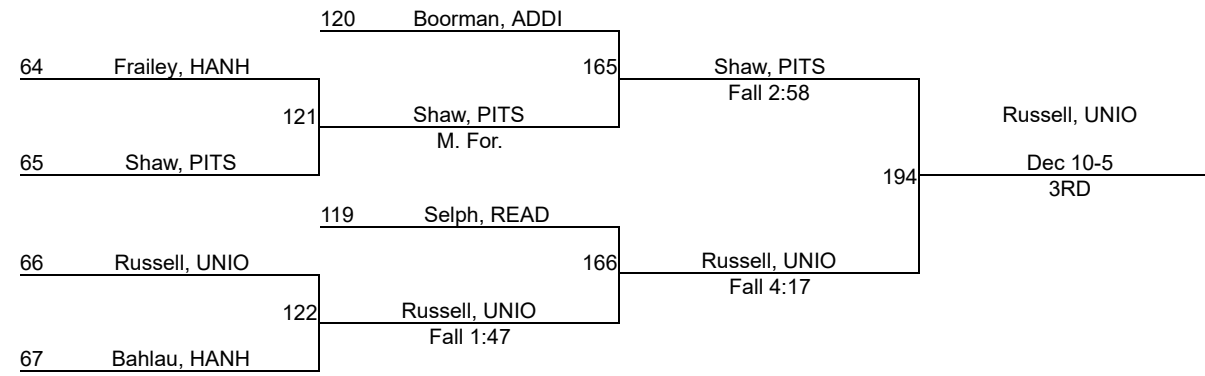 120 Boorman, ADDI
64 Frailey, HANH
165 Shaw, PITS
Fall 2:58
121 Shaw, PITS
M. For.
Russell, UNIO
65 Shaw, PITS
194 Dec 10-5
3RD
119 Selph, READ
66 Russell, UNIO
166 Russell, UNIO
Fall 4:17
122 Russell, UNIO
Fall 1:47
67 Bahlau, HANH